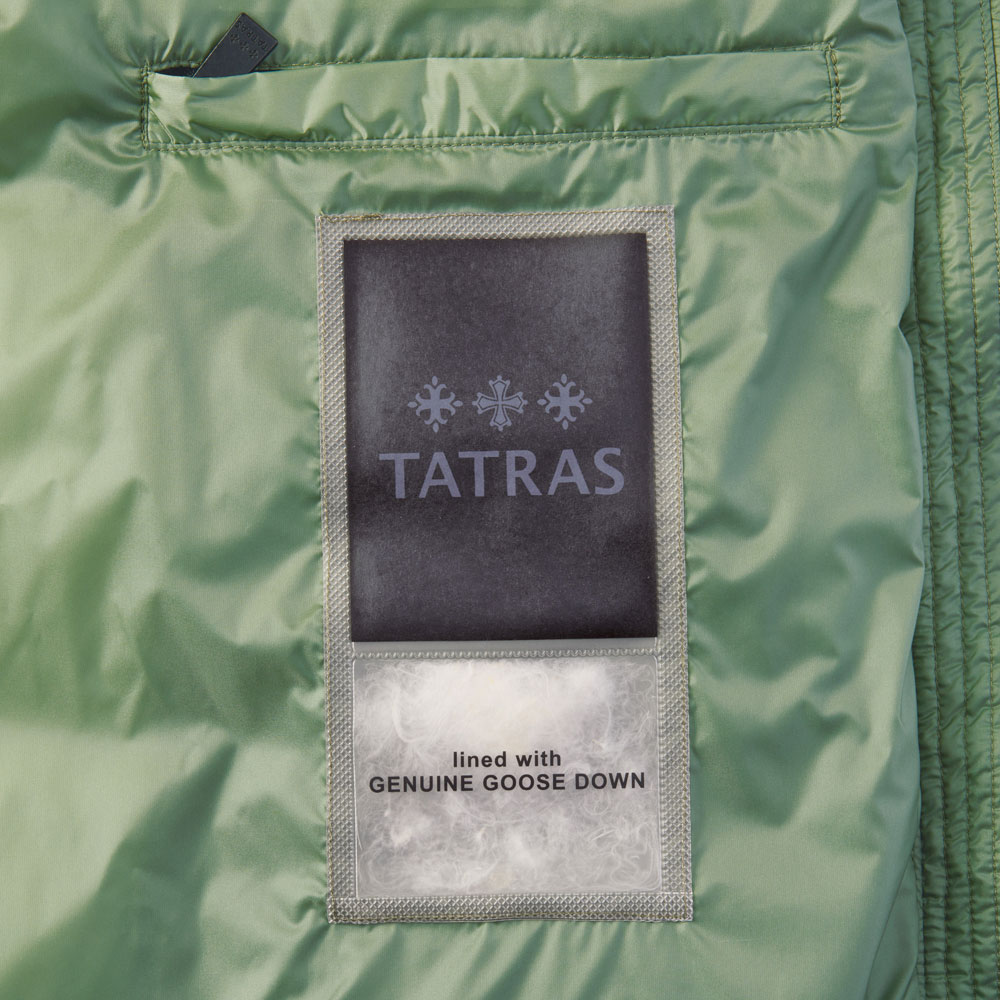 TATRAS
lined with
GENUINE GOOSE DOWN